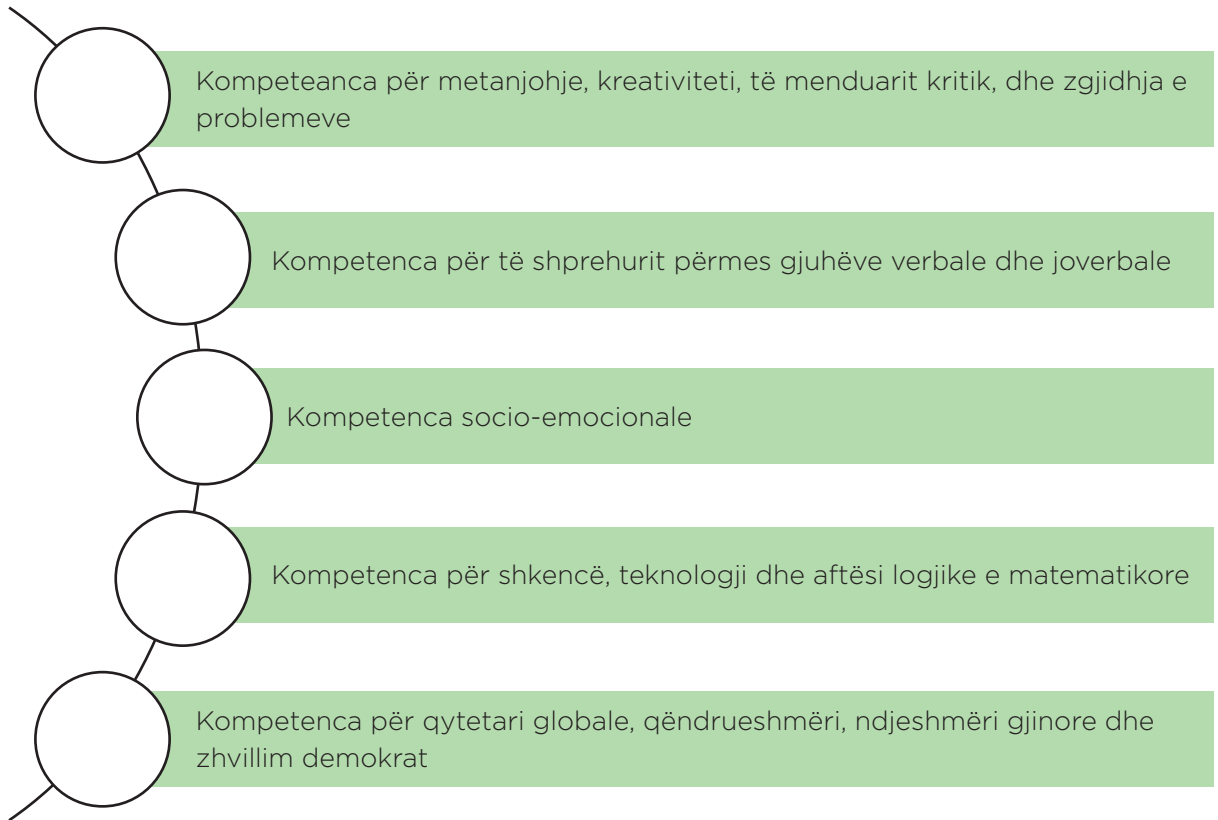 Kompeteanca për metanjohje, kreativiteti, të menduarit kritik, dhe zgjidhja e
problemeve
Kompetenca për të shprehurit përmes gjuhëve verbale dhe joverbale
Kompetenca socio-emocionale
Kompetenca për shkencë, teknologji dhe aftësi logjike e matematikore
Kompetenca për qytetari globale, qëndrueshmëri, ndjeshmëri gjinore dhe
zhvillim demokrat